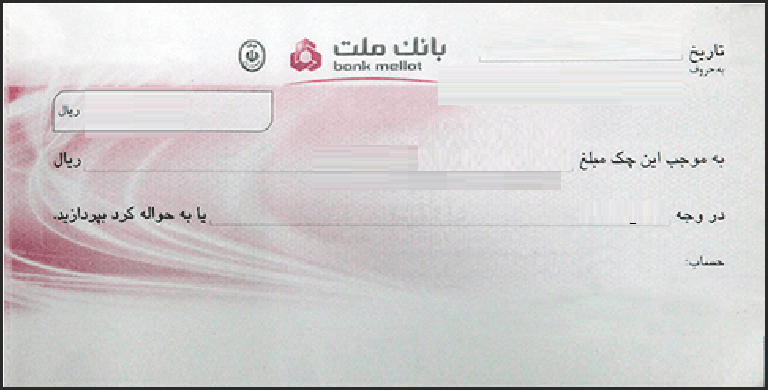 تاریخ
بانك ملت
bank mellat
به حروف
ریال
به موجب این چک مبلغ ریال
در وجه یا به حواله کرد بپردازید.
حساب: